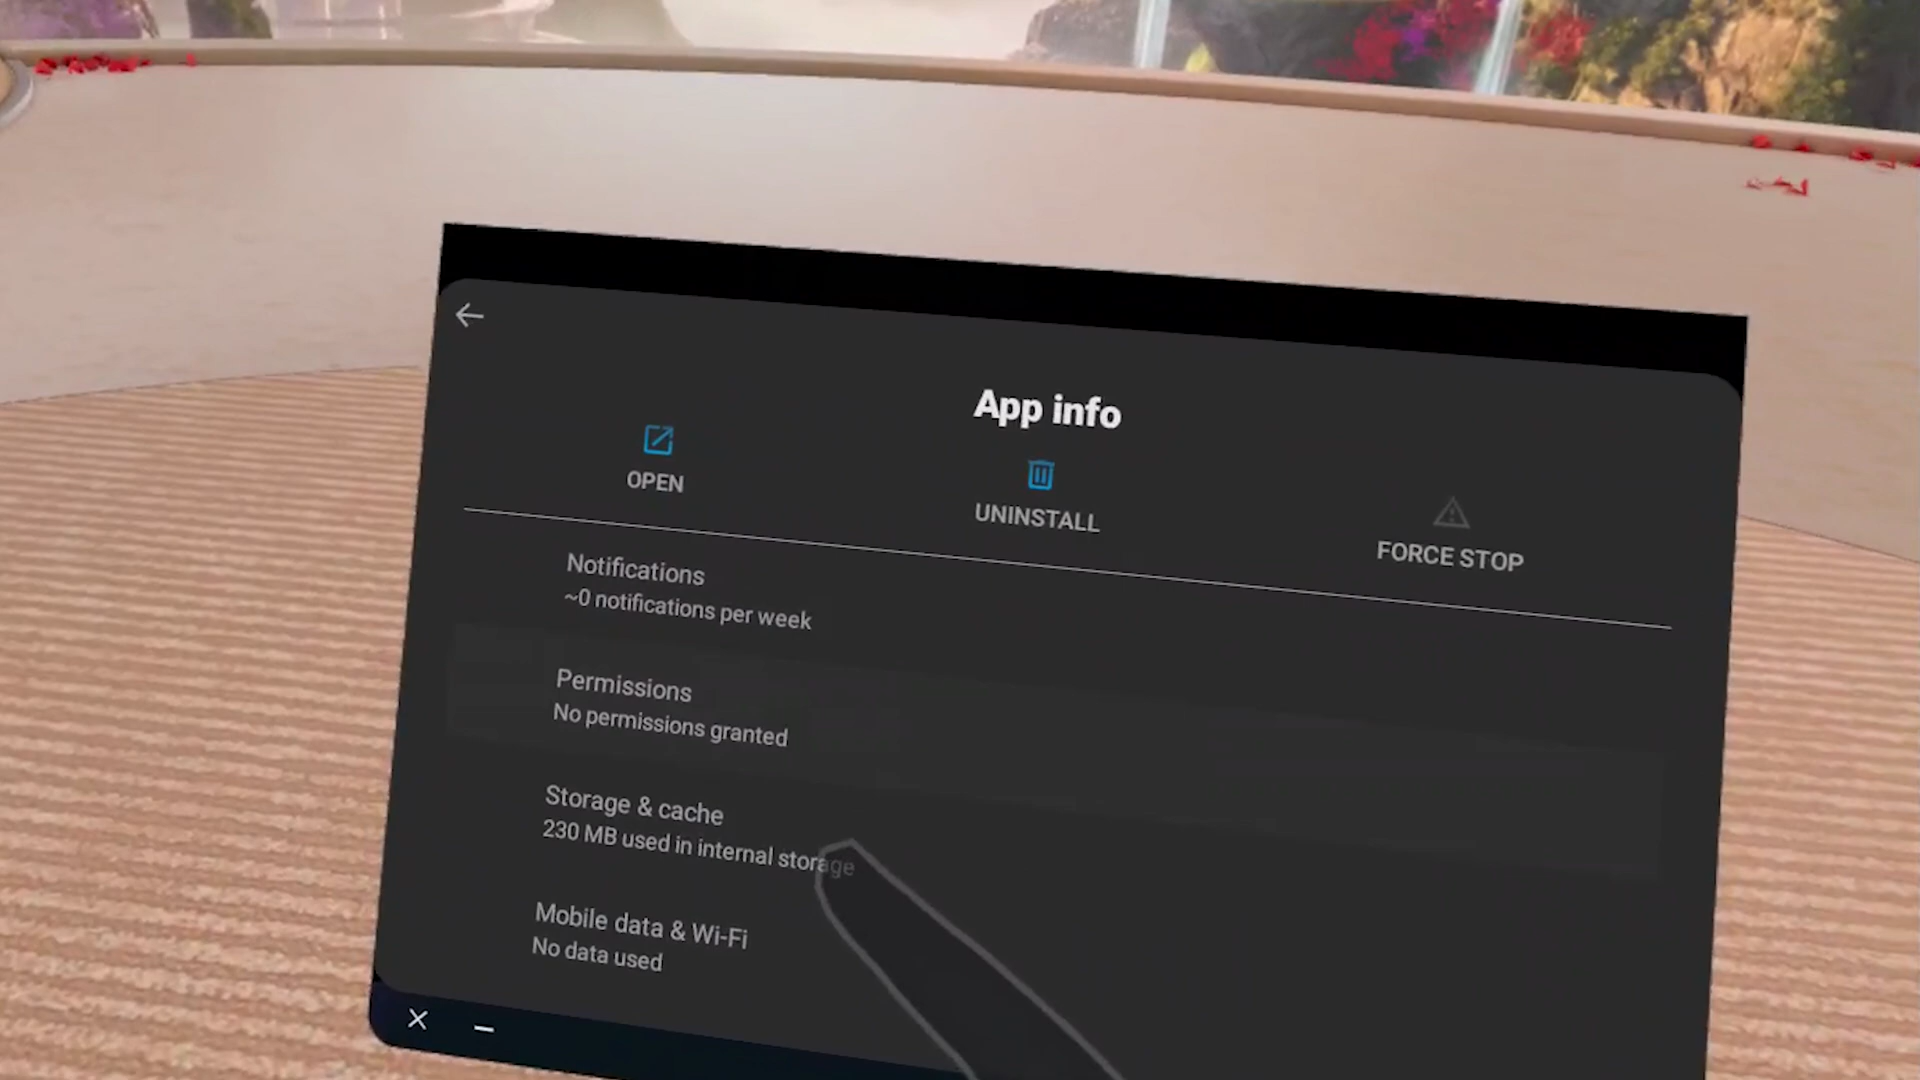 App info
OPEN
UNINSTALL
FORCE STOP
Notifications
~0 notifications per week
Permissions
No permissions granted
Storage & cache
230 MB used in internal storage
Mobile data & Wi-Fi
No data used